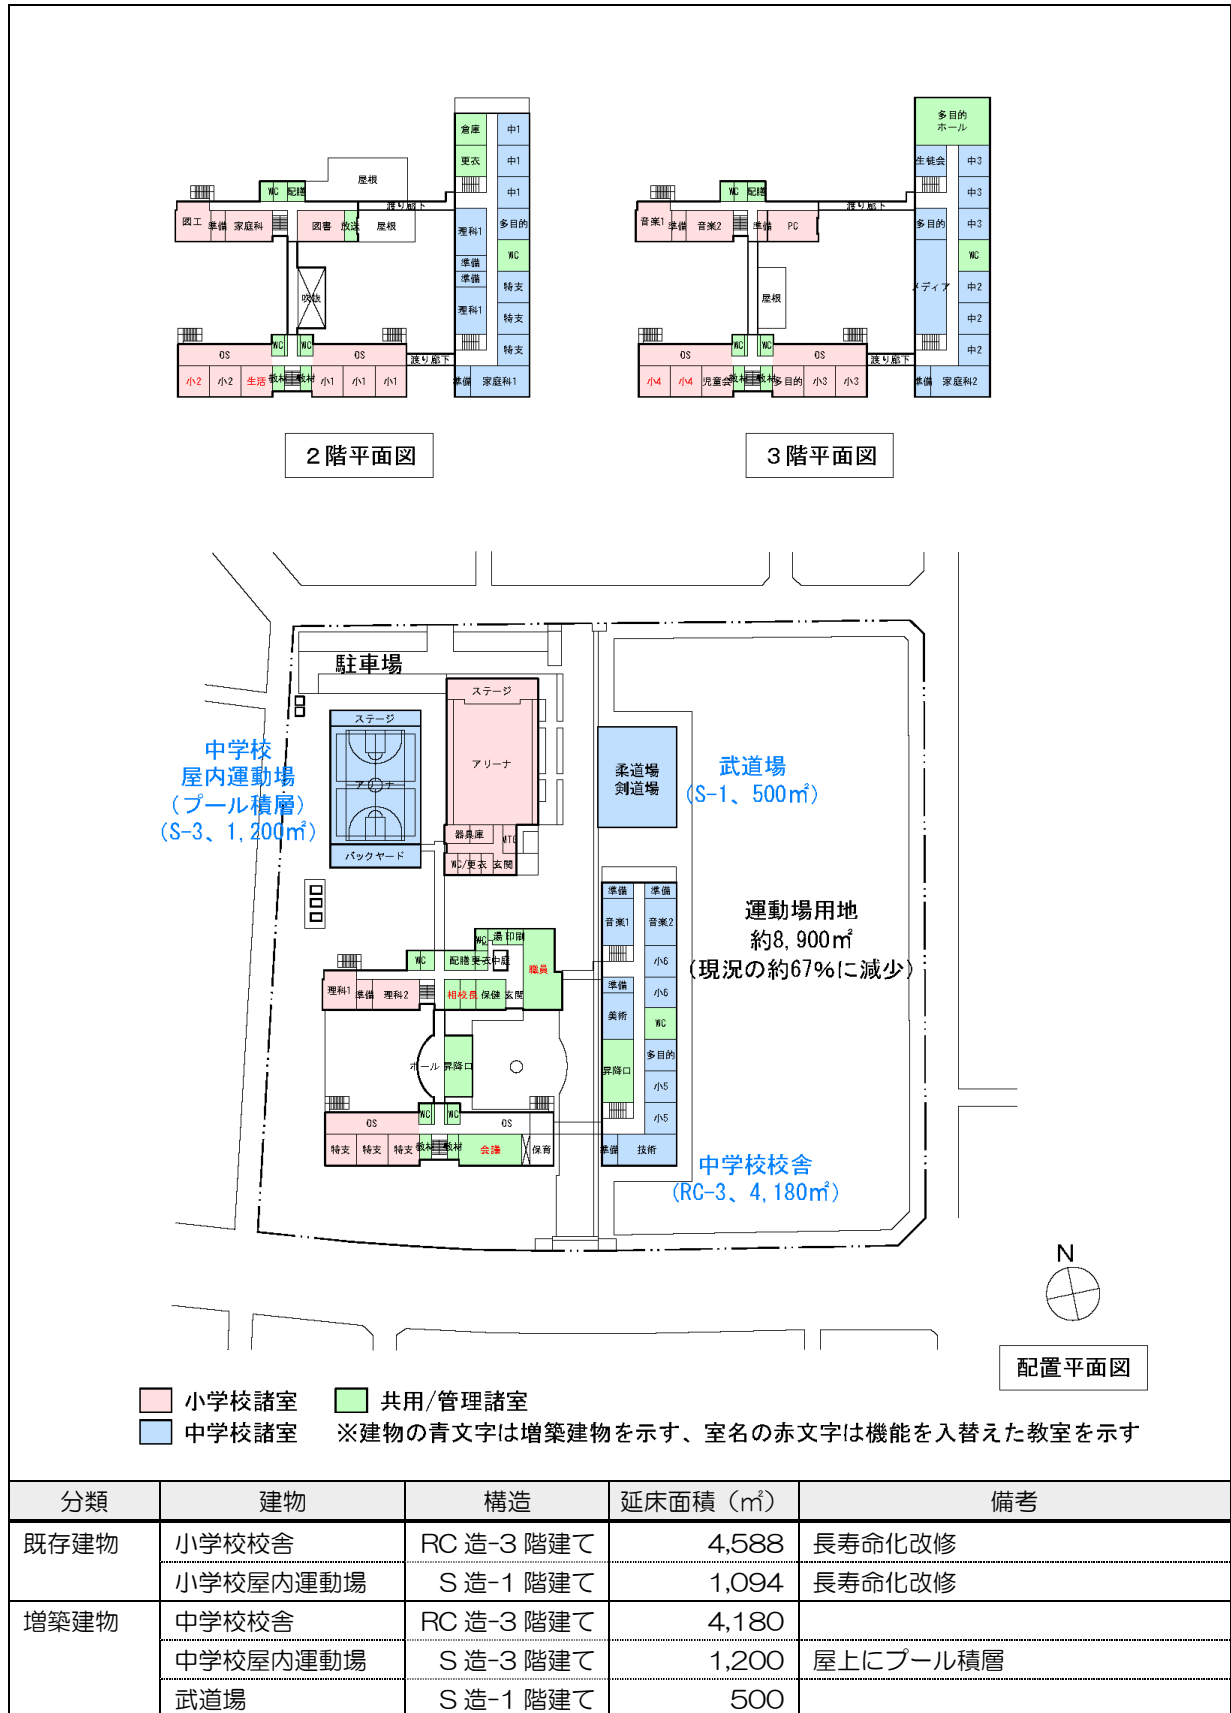 倉庫 中1
更衣 中1
中1
屋根
WC 配膳
渡り廊下
図工 準備 家庭科 図書 放送 屋根
理科1 多目的
準備 WC
準備
理科1 特支
特支
特支
吹抜
WC WC
OS OS
渡り廊下
小2 小2 生活 教材 教材 小1 小1 小1
準備 家庭科1
2階平面図
多目的
ホール
生徒会 中3
中3
中3
WC 配膳
渡り廊下
音楽1 準備 音楽2 準備 PC
多目的 WC
メディア 中2
中2
中2
屋根
WC WC
OS OS
渡り廊下
小4 小4 児童会 教材 教材 多目的 小3 小3
準備 家庭科2
3階平面図
駐車場
ステージ
アリーナ
器具庫 MTG
WC/更衣 玄関
中学校
屋内運動場
(プール積層)
(S-3、1,200㎡)
ステージ
アリーナ
バックヤード
柔道場
剣道場
武道場
(S-1、500㎡)
運動場用地
約8,900㎡
(現況の約67%に減少)
準備 準備
音楽1 音楽2
小6
準備 小6
美術 WC
多目的
昇降口 小5
小5
準備 技術
中学校校舎
(RC-3、4,180㎡)
WC 湯 印刷
WC 配膳 更衣 中庭
職員
理科1 準備 理科2 相 校長 保健 玄関
ホール 昇降口
WC WC
OS OS
特支 特支 特支 教材 教材 会議 保育
N
配置平面図
小学校諸室 共用/管理諸室
中学校諸室 ※建物の青文字は増築建物を示す、室名の赤文字は機能を入替えた教室を示す
分類 建物 構造 延床面積(㎡) 備考
既存建物 小学校校舎 RC造-3階建て 4,588 長寿命化改修
小学校屋内運動場 S造-1階建て 1,094 長寿命化改修
増築建物 中学校校舎 RC造-3階建て 4,180
中学校屋内運動場 S造-3階建て 1,200 屋上にプール積層
武道場 S造-1階建て 500